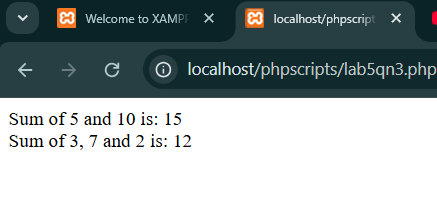 Welcome to XAMP
localhost/phpscript
localhost/phpscripts/lab5qn3.php
Sum of 5 and 10 is: 15
Sum of 3, 7 and 2 is: 12